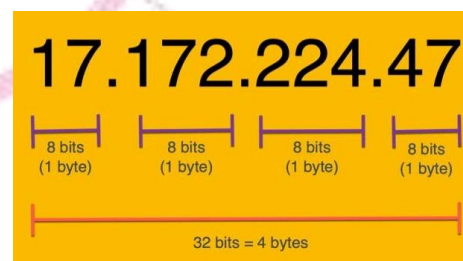 17.172.224.47
8 bits 8 bits 8 bits 8 bits
(1 byte) (1 byte) (1 byte) (1 byte)
32 bits = 4 bytes